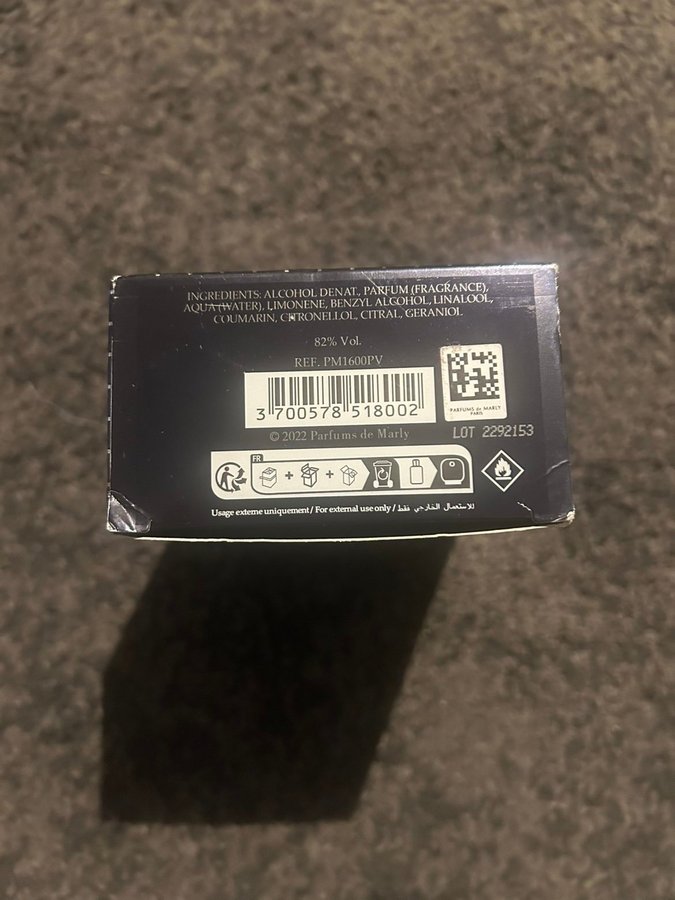 INGREDIENTS: ALCOHOL DENAT., PARFUM (FRAGRANCE),
AQUA (WATER), LIMONENE, BENZYL ALCOHOL, LINALOOL,
COUMARIN, CITRONELLOL, CITRAL, GERANIOL
82% Vol.
REF. PM1600PV
3 700578 518002
PARFUMS de MARLY
PARIS
© 2022 Parfums de Marly
LOT 2292153
FR
Usage externe uniquement / For external use only / للاستعمال الخارجي فقط